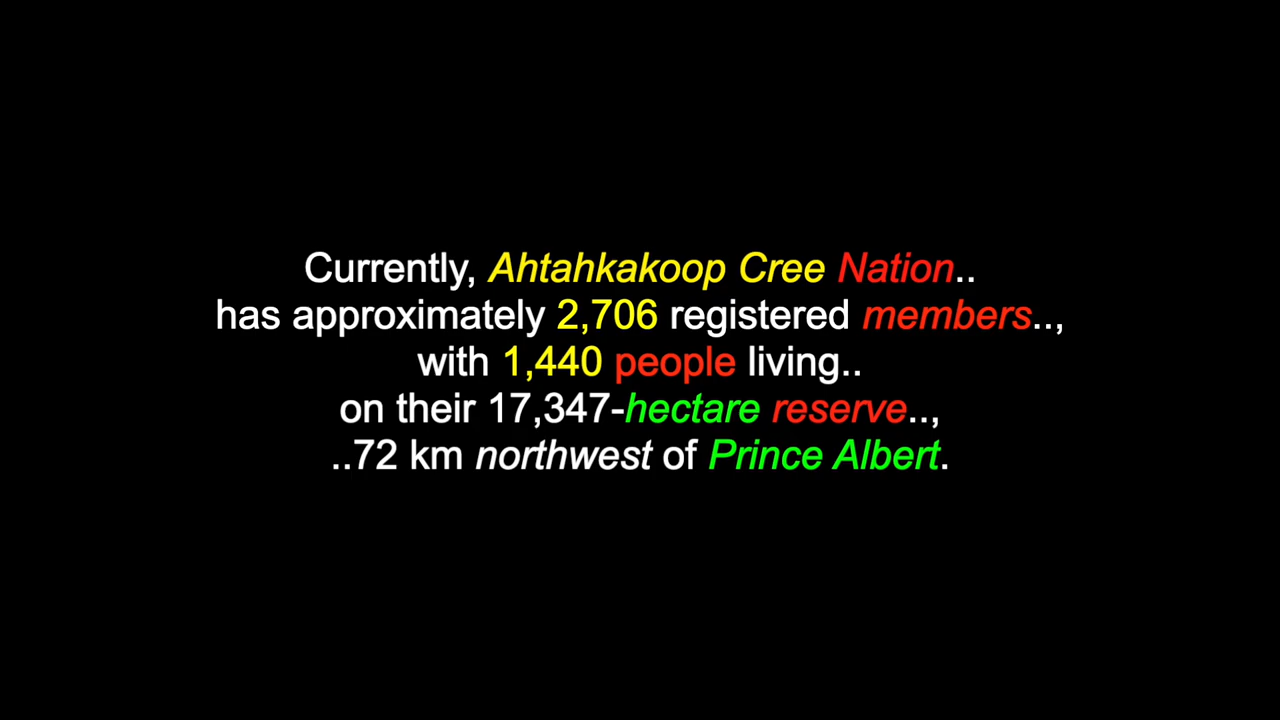 Currently, Ahtahkakoop Cree Nation..
has approximately 2,706 registered members..,
with 1,440 people living..
on their 17,347-hectare reserve..,
..72 km northwest of Prince Albert.